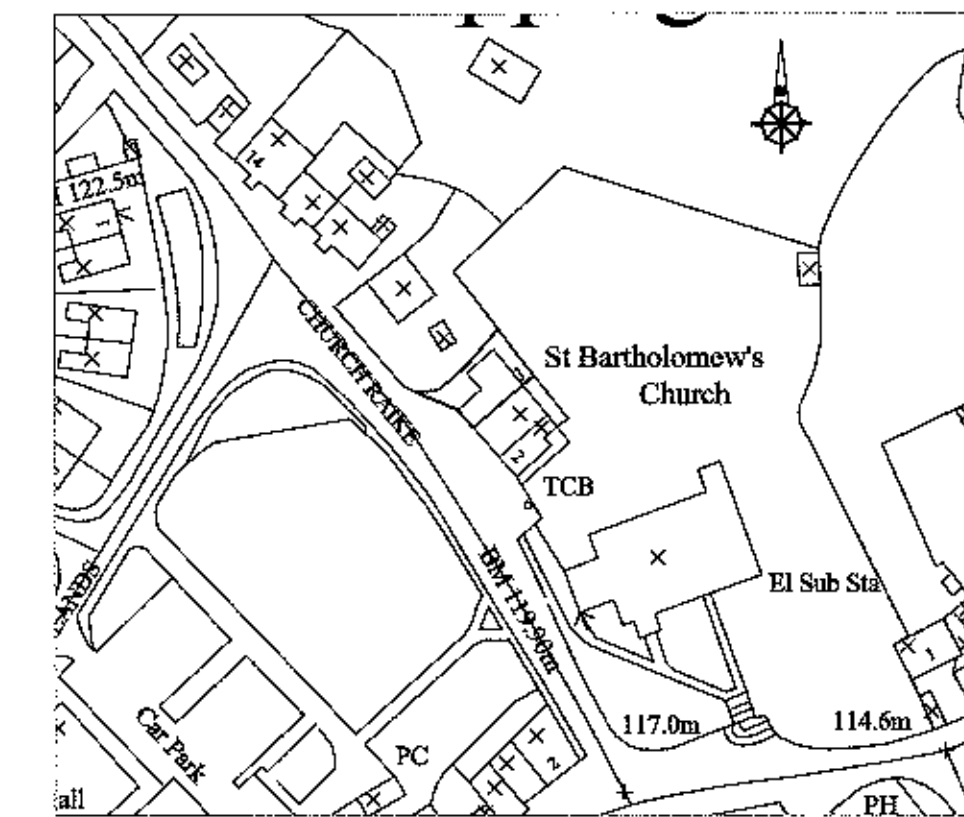 14
122.5m
1
CHURCH RAIKE
St Bartholomew's
Church
2
TCB
BM 119.90m
El Sub Sta
LANDS
1
117.0m
114.6m
Car Park
PC
2
all
PH